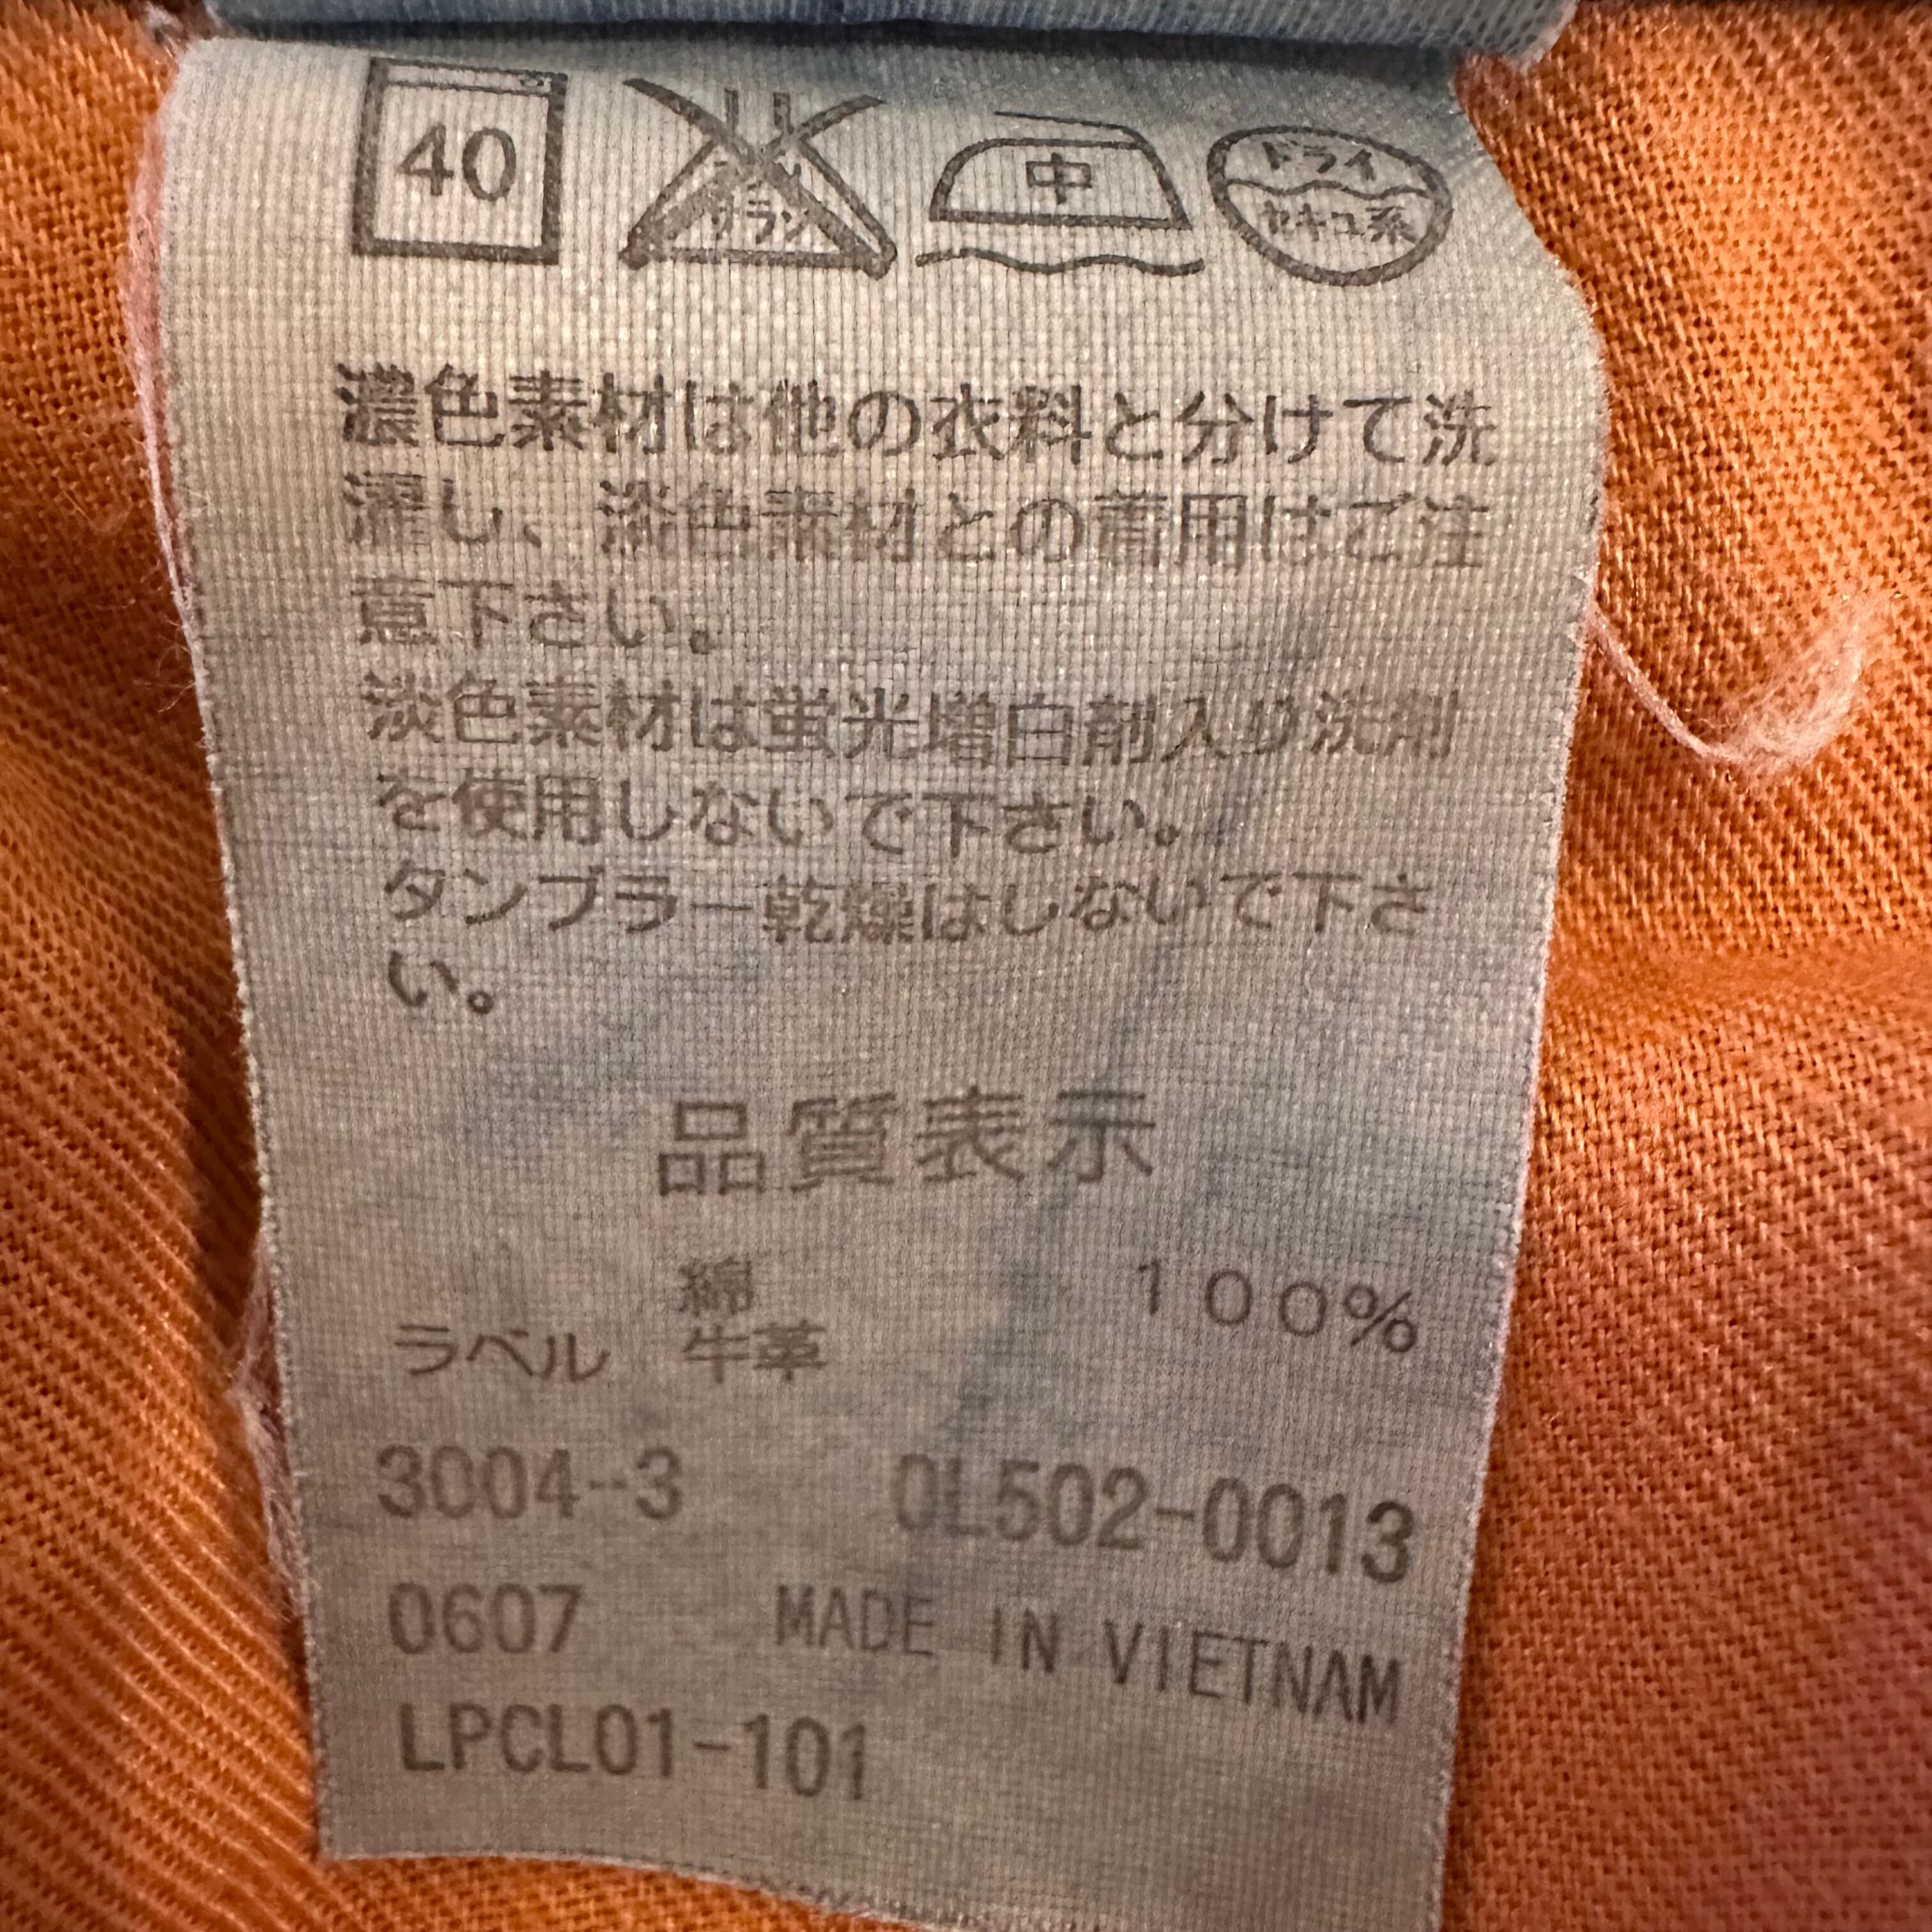 40
サラシ
中
ドライ
セキユ系
濃色素材は他の衣料と分けて洗
濯し、淡色素材との着用はご注
意下さい。
淡色素材は蛍光増白剤入り洗剤
を使用しないで下さい。
タンブラー乾燥はしないで下さ
い。
品質表示
綿 100%
ラベル 牛革
3004-3 0L502-0013
0607 MADE IN VIETNAM
LPCL01-101